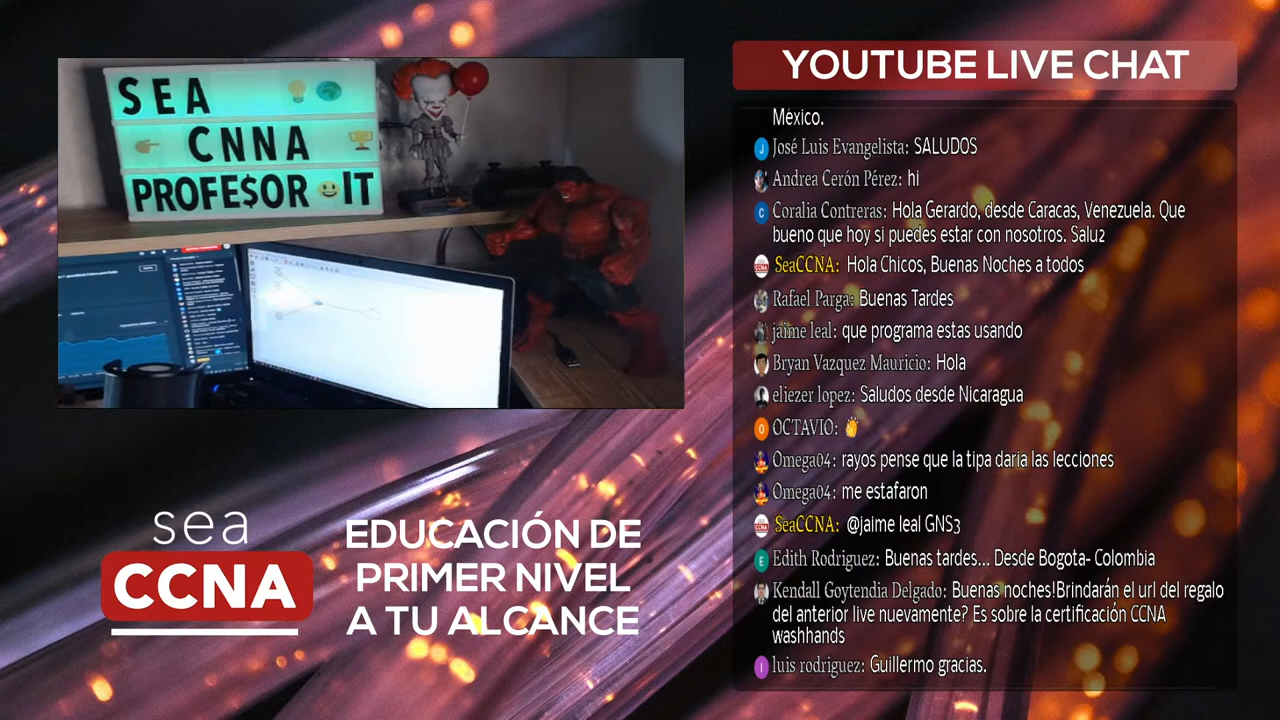 SEA
CNNA
PROFE$OR IT
sea
CCNA
EDUCACIÓN DE
PRIMER NIVEL
A TU ALCANCE
YOUTUBE LIVE CHAT
México.
José Luis Evangelista: SALUDOS
Andrea Cerón Pérez: hi
Coralia Contreras: Hola Gerardo, desde Caracas, Venezuela. Que
bueno que hoy si puedes estar con nosotros. Salu2
SeaCCNA: Hola Chicos, Buenas Noches a todos
Rafael Parga: Buenas Tardes
jaime leal: que programa estas usando
Bryan Vazquez Mauricio: Hola
eliezer lopez: Saludos desde Nicaragua
OCTAVIO: 👏
Omega04: rayos pense que la tipa daria las lecciones
Omega04: me estafaron
SeaCCNA: @jaime leal GNS3
Edith Rodriguez: Buenas tardes... Desde Bogota- Colombia
Kendall Goytendia Delgado: Buenas noches!Brindarán el url del regalo
del anterior live nuevamente? Es sobre la certificación CCNA
washhands
luis rodriguez: Guillermo gracias.